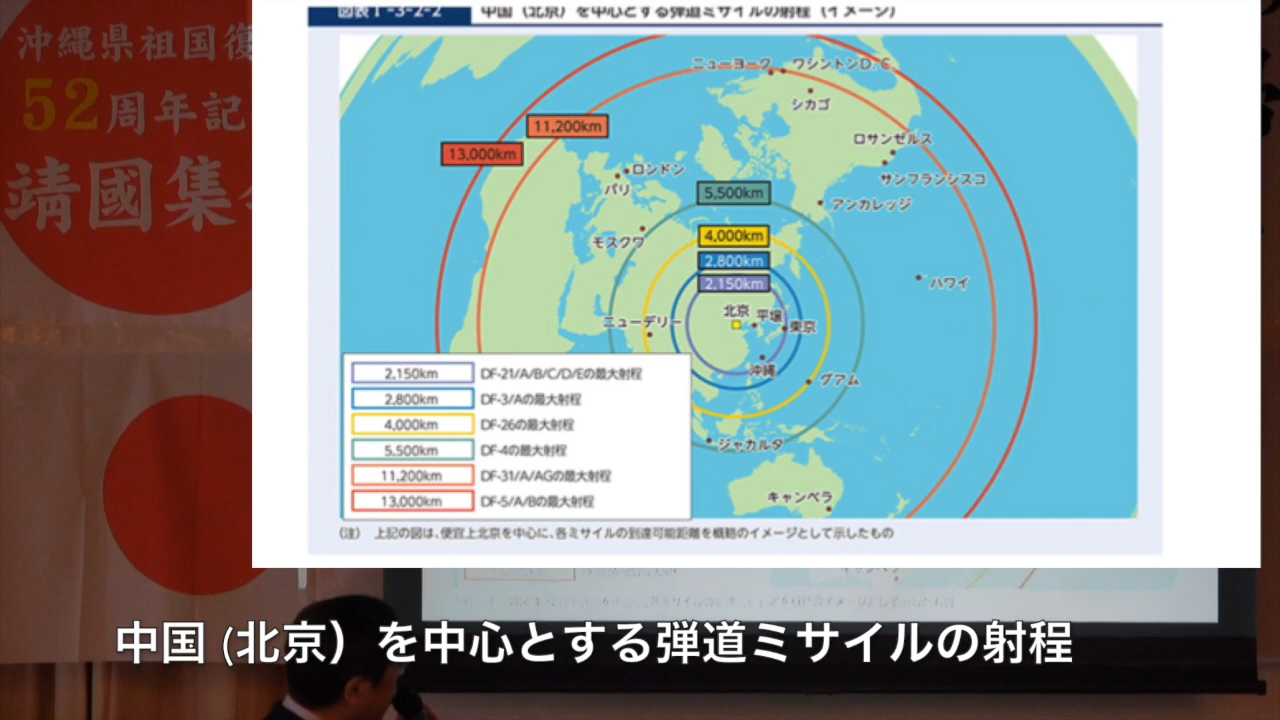 沖縄県祖国復
52周年記
靖國集
図表Ⅰ-3-2-2
中国（北京）を中心とする弾道ミサイルの射程（イメージ）
ニューヨーク
ワシントンD.C.
シカゴ
11,200km
13,000km
ロサンゼルス
サンフランシスコ
ロンドン
パリ
5,500km
アンカレッジ
モスクワ
4,000km
2,800km
2,150km
ハワイ
北京
平壌
東京
ニューデリー
沖縄
グアム
ジャカルタ
キャンベラ
2,150km DF-21/A/B/C/D/Eの最大射程
2,800km DF-3/Aの最大射程
4,000km DF-26の最大射程
5,500km DF-4の最大射程
11,200km DF-31/A/AGの最大射程
13,000km DF-5/A/Bの最大射程
（注） 上記の図は、便宜上北京を中心に、各ミサイルの到達可能距離を概略のイメージとして示したもの
中国 (北京）を中心とする弾道ミサイルの射程